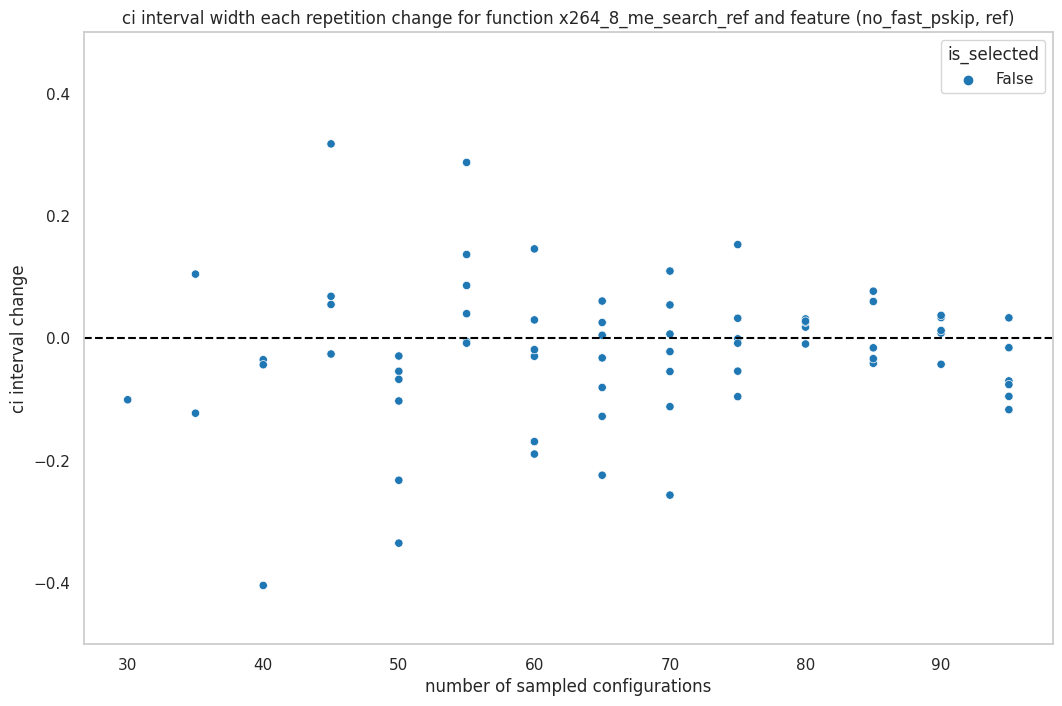 ci interval width each repetition change for function x264_8_me_search_ref and feature (no_fast_pskip, ref)
is_selected
False
ci interval change
0.4
0.2
0.0
−0.2
−0.4
30 40 50 60 70 80 90
number of sampled configurations